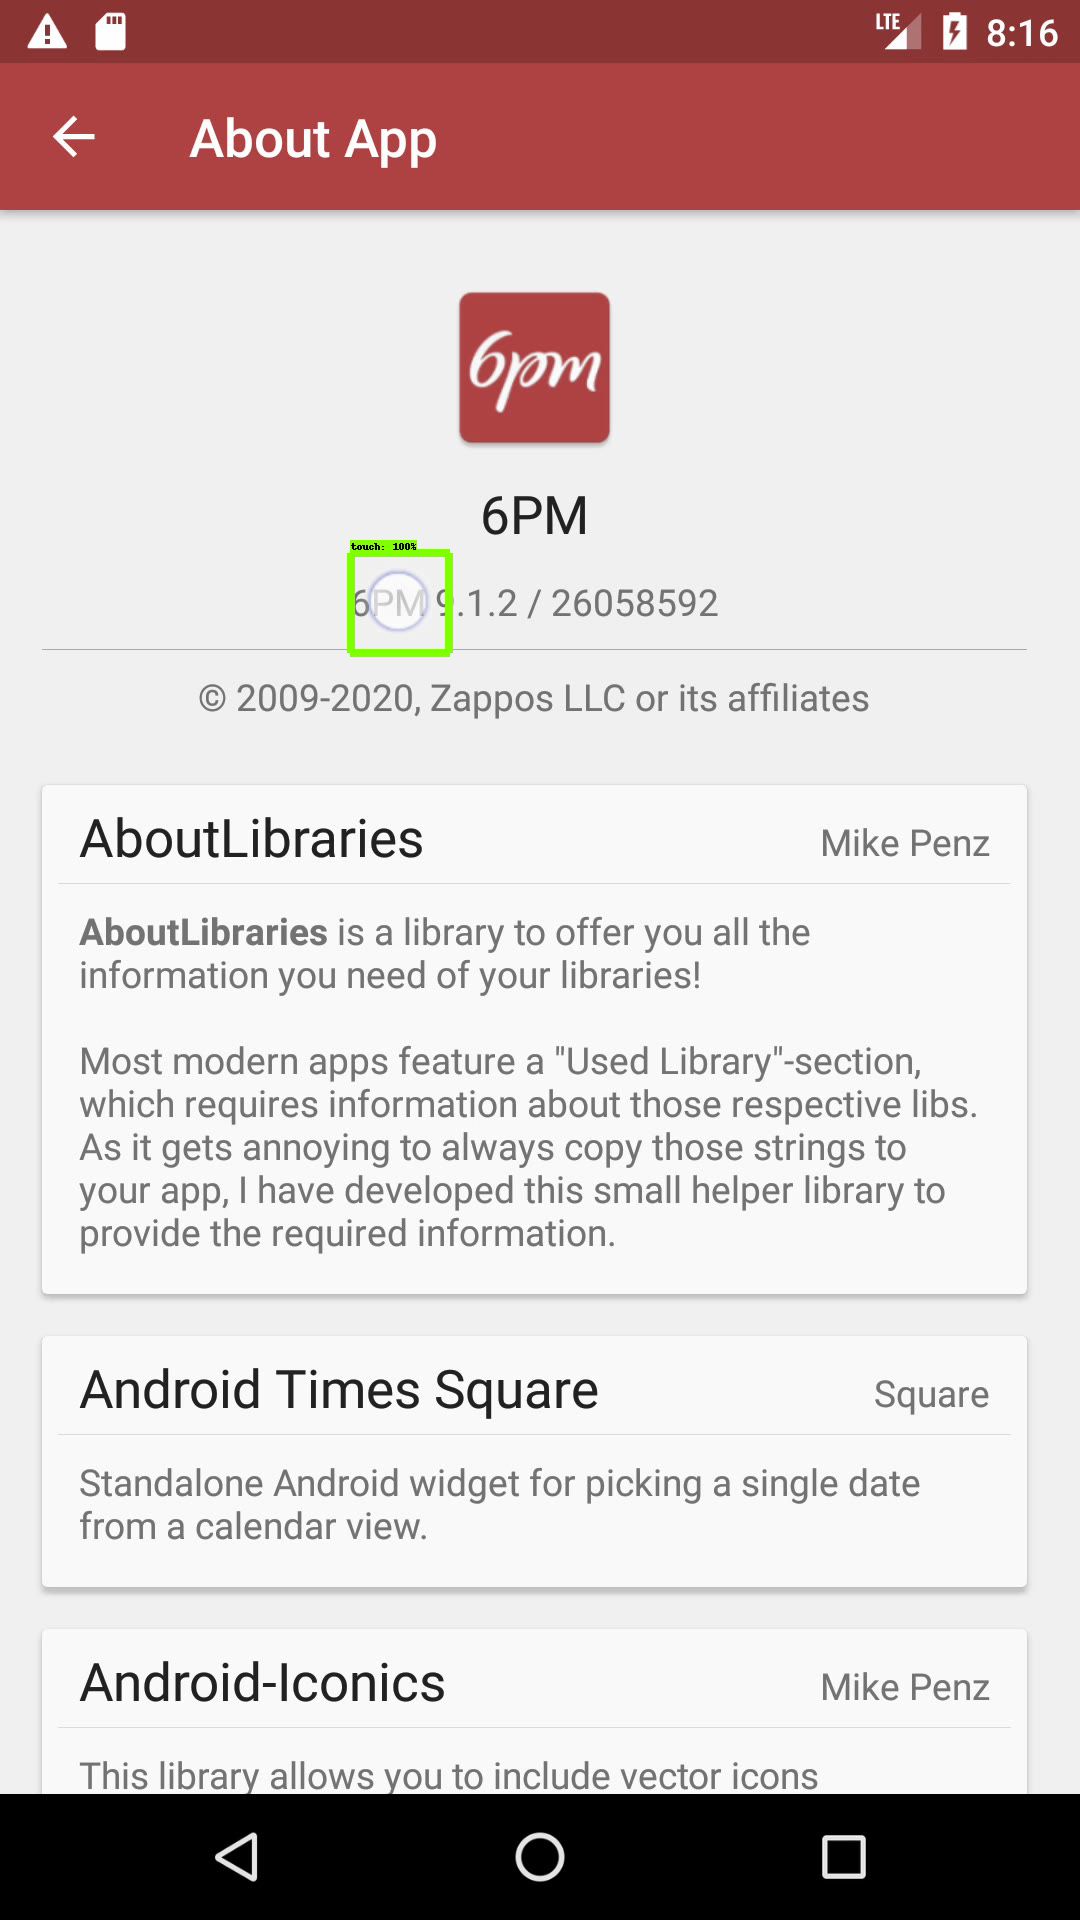 LTE 8:16
About App
6pm
6PM
touch: 100%
6PM 9.1.2 / 26058592
© 2009-2020, Zappos LLC or its affiliates
AboutLibraries Mike Penz
AboutLibraries is a library to offer you all the
information you need of your libraries!
Most modern apps feature a "Used Library"-section,
which requires information about those respective libs.
As it gets annoying to always copy those strings to
your app, I have developed this small helper library to
provide the required information.
Android Times Square Square
Standalone Android widget for picking a single date
from a calendar view.
Android-Iconics Mike Penz
This library allows you to include vector icons